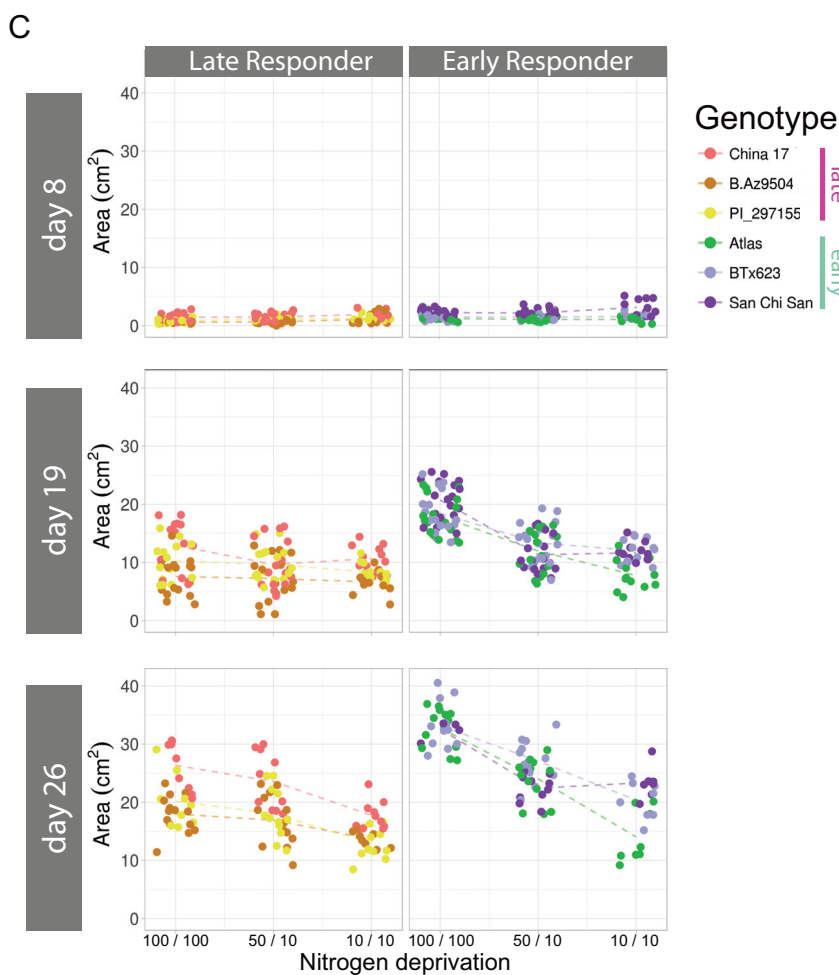 C
Late Responder Early Responder
day 8
Area (cm²)
40
30
20
10
0
day 19
Area (cm²)
40
30
20
10
0
day 26
Area (cm²)
40
30
20
10
0
100 / 100 50 / 10 10 / 10 100 / 100 50 / 10 10 / 10
Nitrogen deprivation
Genotype
China 17
B.Az9504
PI_297155
Atlas
BTx623
San Chi San
late
early